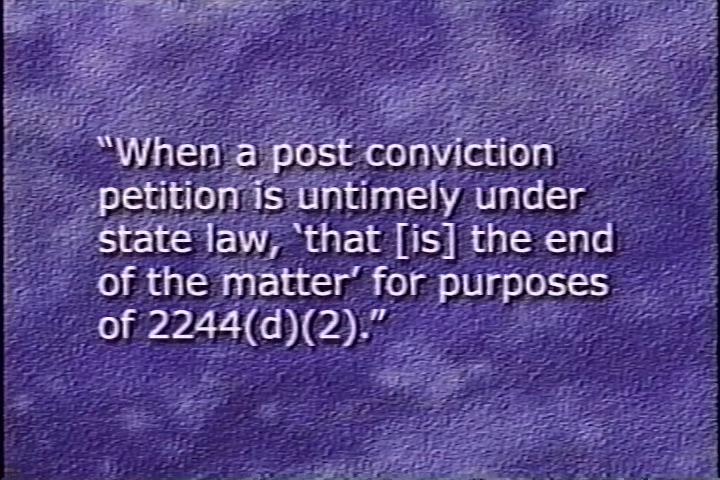 “When a post conviction
petition is untimely under
state law, ‘that [is] the end
of the matter’ for purposes
of 2244(d)(2).”